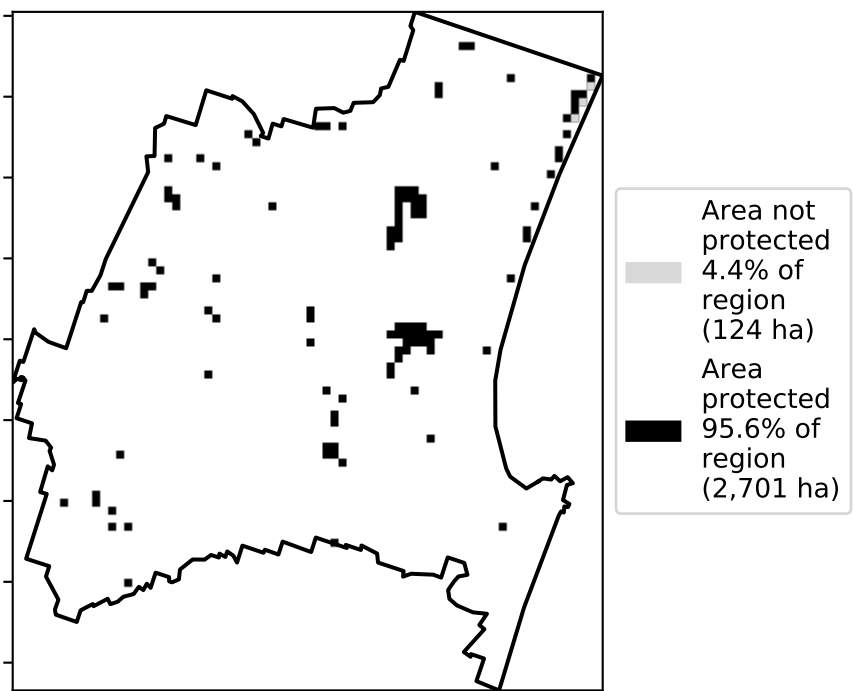 Area not
protected
4.4% of
region
(124 ha)
Area
protected
95.6% of
region
(2,701 ha)